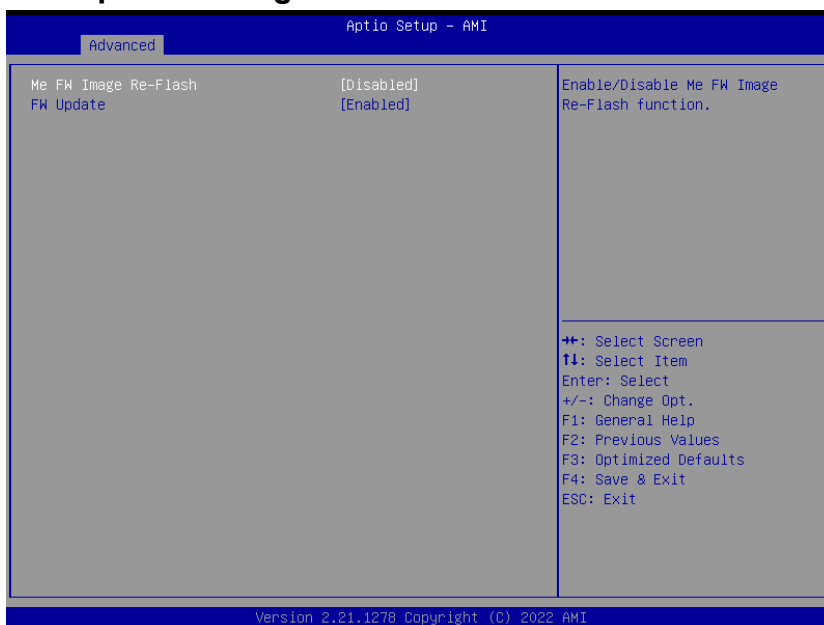 Aptio Setup – AMI
Advanced
Me FW Image Re-Flash [Disabled]
FW Update [Enabled]
Enable/Disable Me FW Image
Re-Flash function.
→←: Select Screen
↑↓: Select Item
Enter: Select
+/-: Change Opt.
F1: General Help
F2: Previous Values
F3: Optimized Defaults
F4: Save & Exit
ESC: Exit
Version 2.21.1278 Copyright (C) 2022 AMI